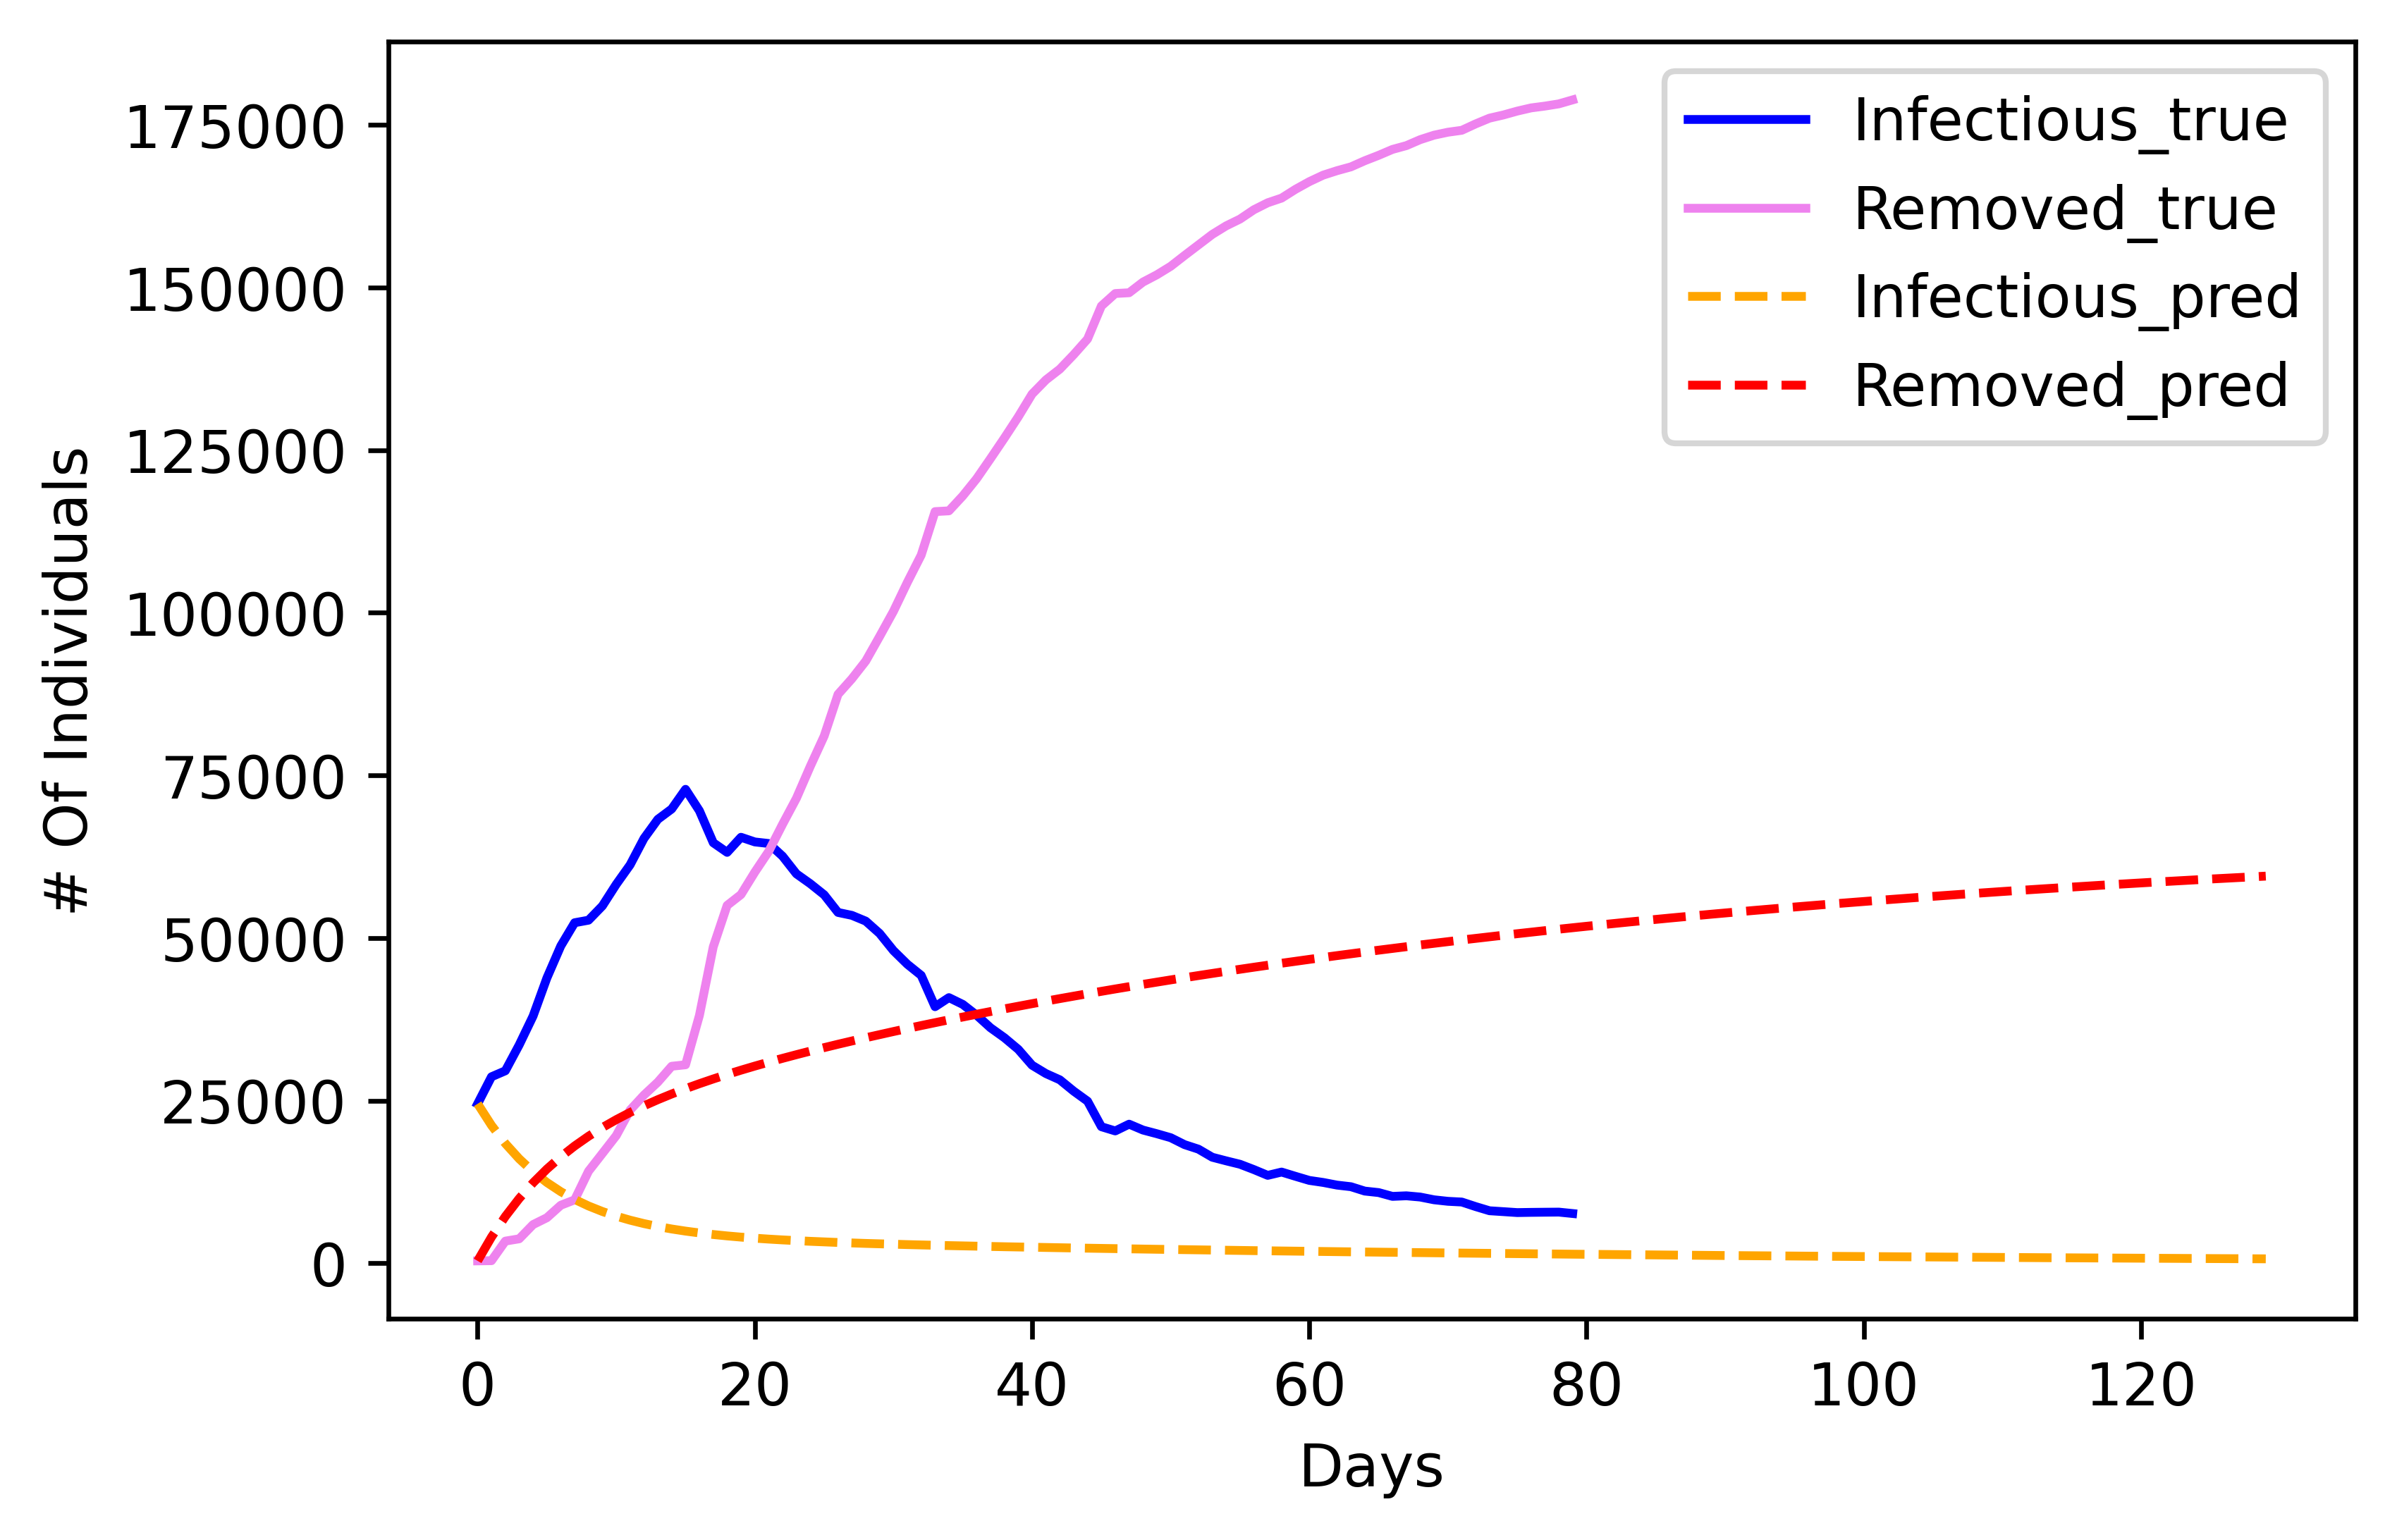 175000
150000
125000
100000
75000
50000
25000
0
# Of Individuals
Infectious_true
Removed_true
Infectious_pred
Removed_pred
0 20 40 60 80 100 120
Days